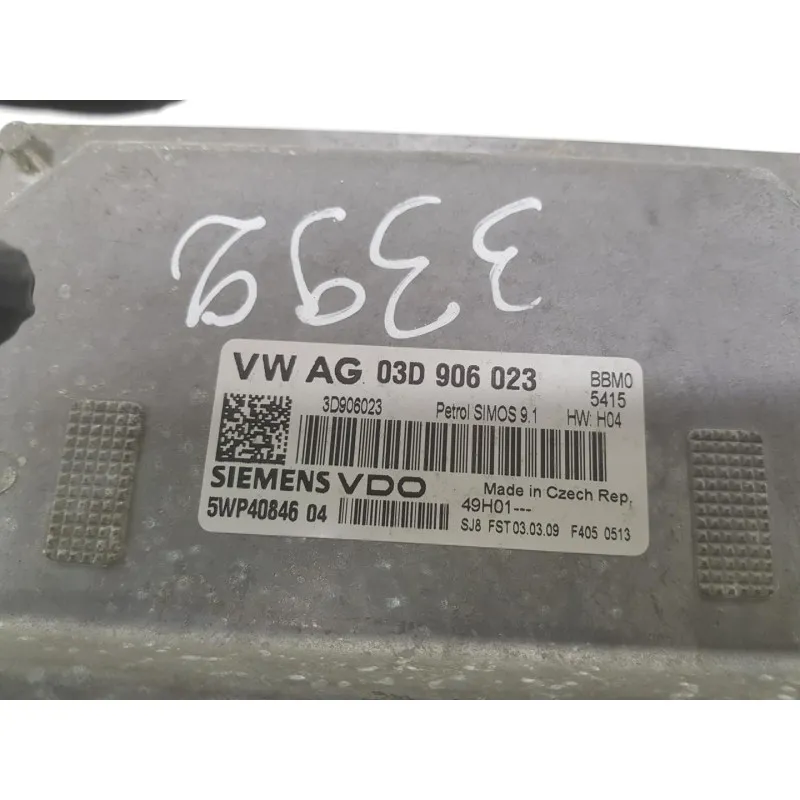 3392
VW AG 03D 906 023 BBM0
5415
3D906023 Petrol SIMOS 9.1 HW: H04
SIEMENS VDO Made in Czech Rep.
5WP40846 04 49H01---
SJ8 FST 03.03.09 F405 0513